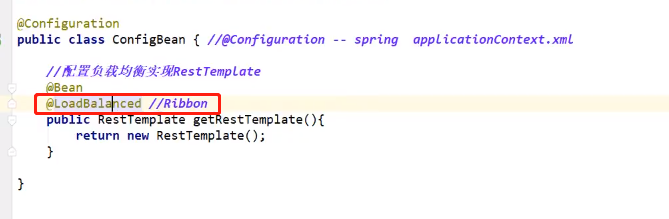 @Configuration
public class ConfigBean { //@Configuration -- spring  applicationContext.xml
//配置负载均衡实现RestTemplate
@Bean
@LoadBalanced //Ribbon
public RestTemplate getRestTemplate(){
return new RestTemplate();
}
}